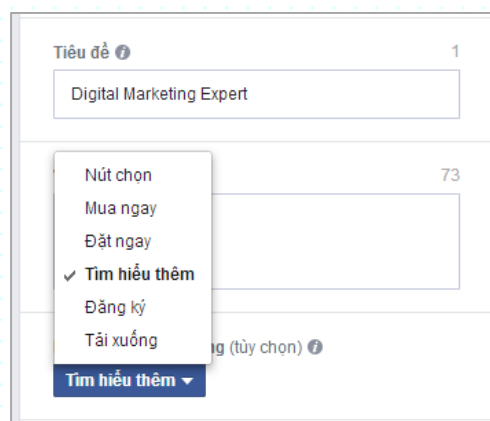 Tiêu đề 1
Digital Marketing Expert
73
Nút chọn
Mua ngay
Đặt ngay
Tìm hiểu thêm
Đăng ký
Tải xuống
(tùy chọn)
Tìm hiểu thêm